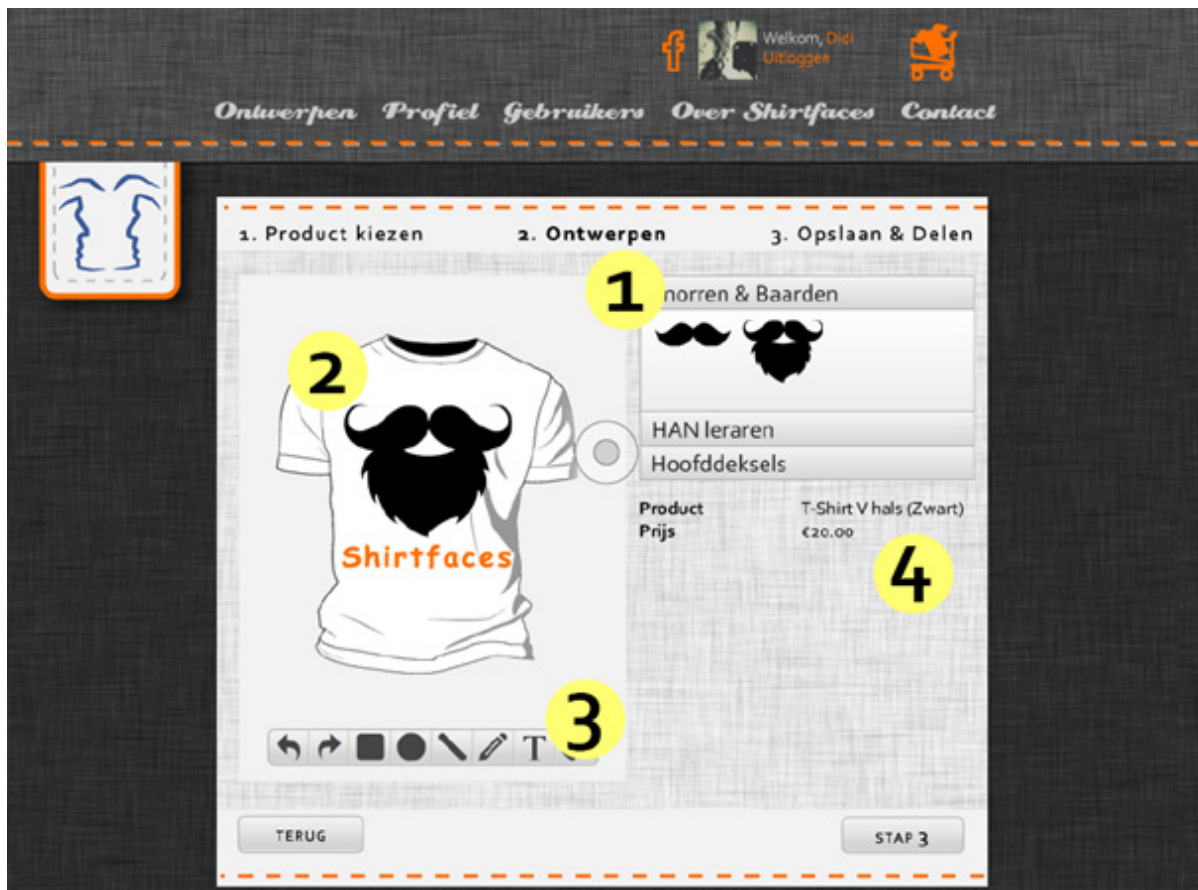 Welkom, Didi
Uitloggen
Ontwerpen Profiel Gebruikers Over Shirtfaces Contact
1. Product kiezen 2. Ontwerpen 3. Opslaan & Delen
1
norren & Baarden
2
HAN leraren
Hoofddeksels
Product T-Shirt V hals (Zwart)
Prijs €20.00
Shirtfaces
4
3
T
TERUG STAP 3